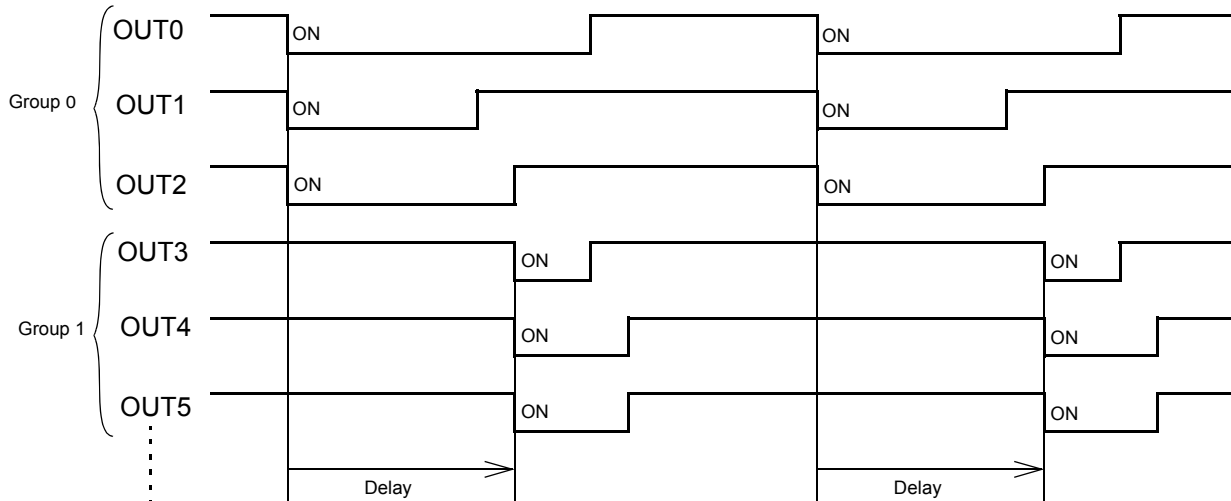 OUT0 ON ON
Group 0
OUT1 ON ON
OUT2 ON ON
OUT3 ON ON
Group 1
OUT4 ON ON
OUT5 ON ON
Delay Delay